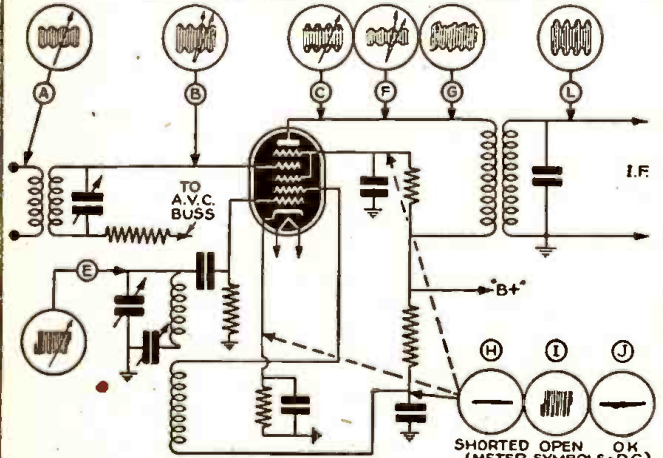 A
B
C
F
G
L
TO
A.V.C.
BUSS
I.F.
E
"B+"
H
I
J
SHORTED OPEN OK
(METER SYMBOLS=D.C.)